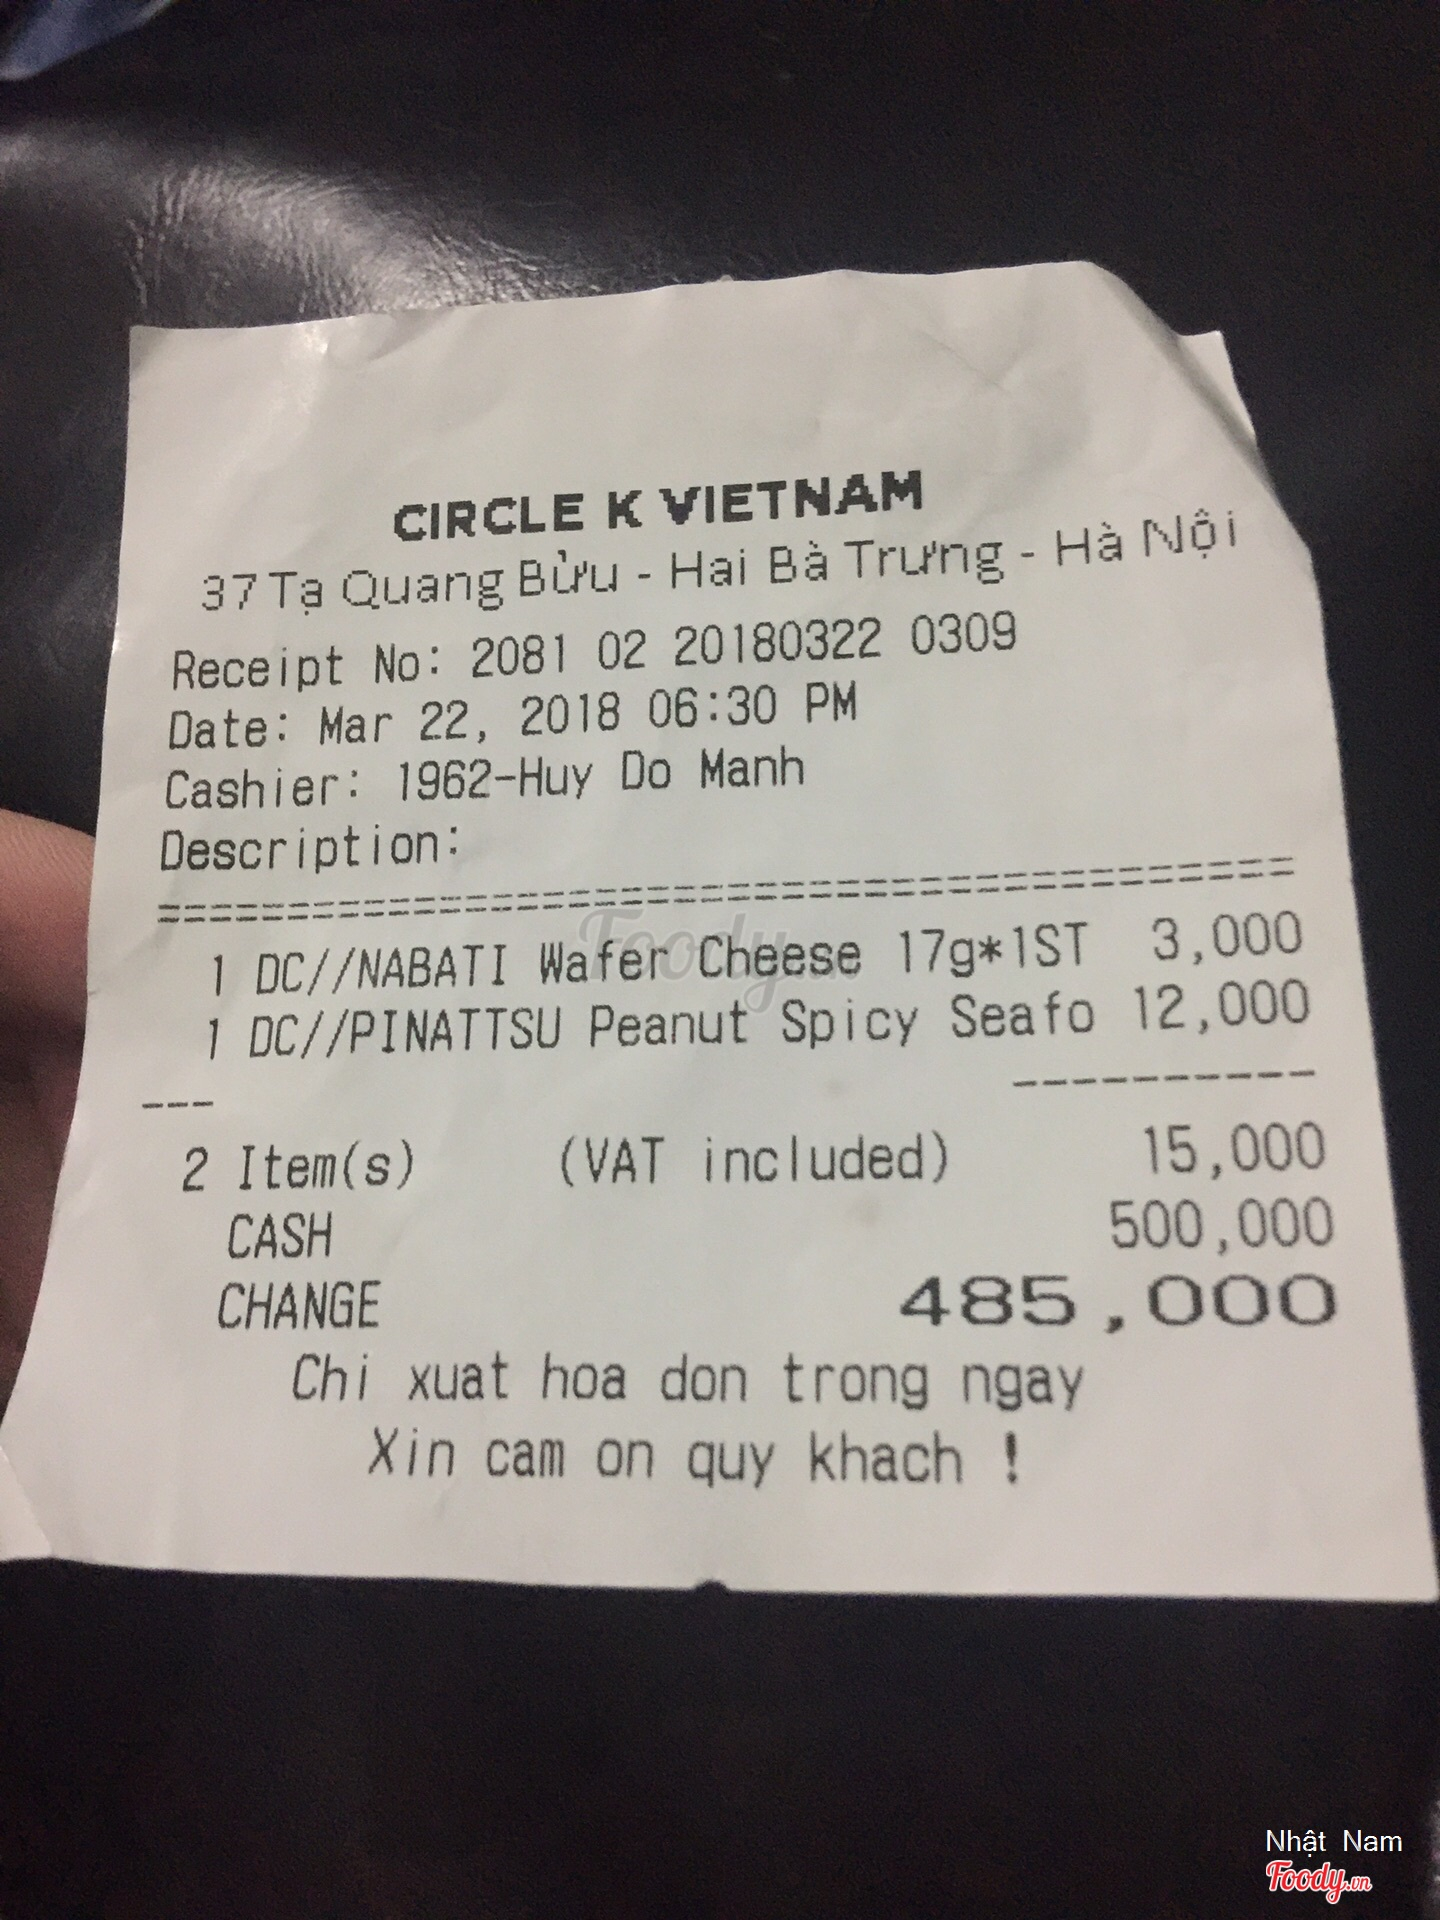 CIRCLE K VIETNAM
37 Tạ Quang Bửu - Hai Bà Trưng - Hà Nội
Receipt No: 2081 02 20180322 0309
Date: Mar 22, 2018 06:30 PM
Cashier: 1962-Huy Do Manh
Description:
==========================================
1 DC//NABATI Wafer Cheese 17g*1ST 3,000
1 DC//PINATTSU Peanut Spicy Seafo 12,000
--- ----------
2 Item(s) (VAT included) 15,000
CASH 500,000
CHANGE 485,000
Chi xuat hoa don trong ngay
Xin cam on quy khach !
Foody.vn
Nhật Nam
Foody.vn